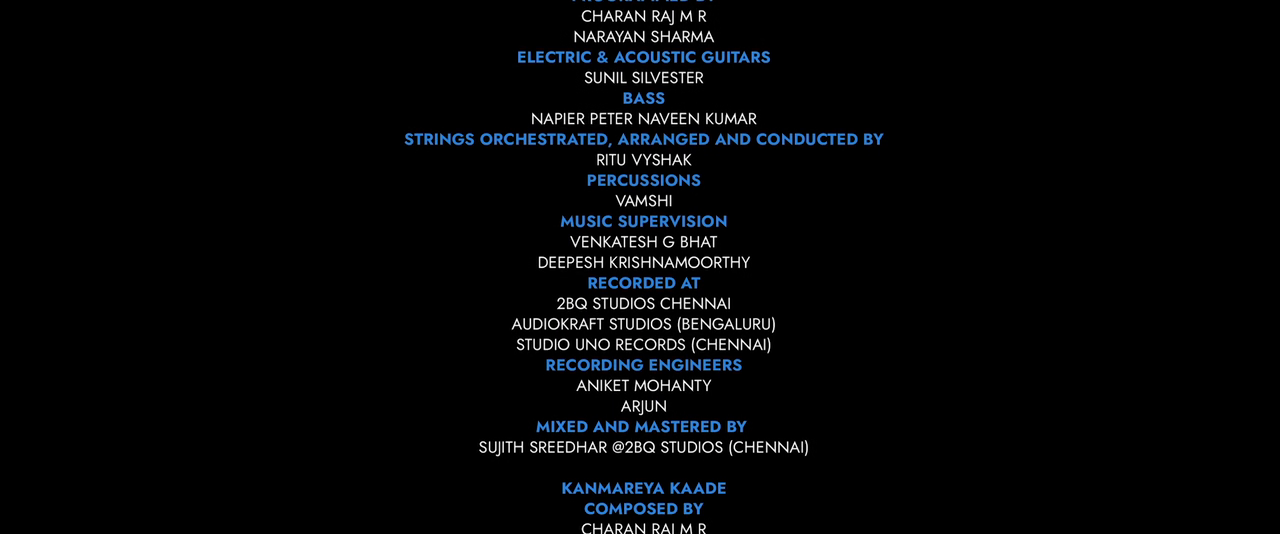 PROGRAMMED BY
CHARAN RAJ M R
NARAYAN SHARMA
ELECTRIC & ACOUSTIC GUITARS
SUNIL SILVESTER
BASS
NAPIER PETER NAVEEN KUMAR
STRINGS ORCHESTRATED, ARRANGED AND CONDUCTED BY
RITU VYSHAK
PERCUSSIONS
VAMSHI
MUSIC SUPERVISION
VENKATESH G BHAT
DEEPESH KRISHNAMOORTHY
RECORDED AT
2BQ STUDIOS CHENNAI
AUDIOKRAFT STUDIOS (BENGALURU)
STUDIO UNO RECORDS (CHENNAI)
RECORDING ENGINEERS
ANIKET MOHANTY
ARJUN
MIXED AND MASTERED BY
SUJITH SREEDHAR @2BQ STUDIOS (CHENNAI)
KANMAREYA KAADE
COMPOSED BY
CHARAN RAJ M R